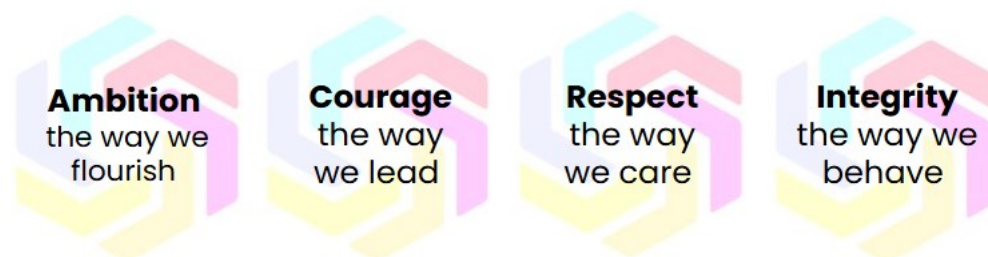 Ambition
the way we
flourish
Courage
the way
we lead
Respect
the way
we care
Integrity
the way we
behave